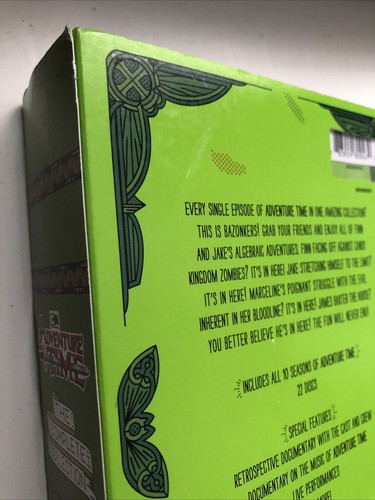 EVERY SINGLE EPISODE OF ADVENTURE TIME IN ONE AMAZING COLLECTION!
THIS IS BAZONKERS! GRAB YOUR FRIENDS AND ENJOY ALL OF FINN
AND JAKE'S ALGEBRAIC ADVENTURES. FINN FACING OFF AGAINST CANDY
KINGDOM ZOMBIES? IT'S IN HERE! JAKE STRETCHING HIMSELF TO THE LIMIT?
IT'S IN HERE! MARCELINE'S POIGNANT STRUGGLE WITH THE EVIL
INHERENT IN HER BLOODLINE? IT'S IN HERE! JAMES BAXTER THE HORSE?
YOU BETTER BELIEVE HE'S IN HERE! THE FUN WILL NEVER END!
INCLUDES ALL 10 SEASONS OF ADVENTURE TIME
22 DISCS
SPECIAL FEATURES
RETROSPECTIVE DOCUMENTARY WITH THE CAST AND CREW
DOCUMENTARY ON THE MUSIC OF ADVENTURE TIME
LIVE PERFORMANCES
CN
ADVENTURE
TIME
THE
COMPLETE
COLLECTION